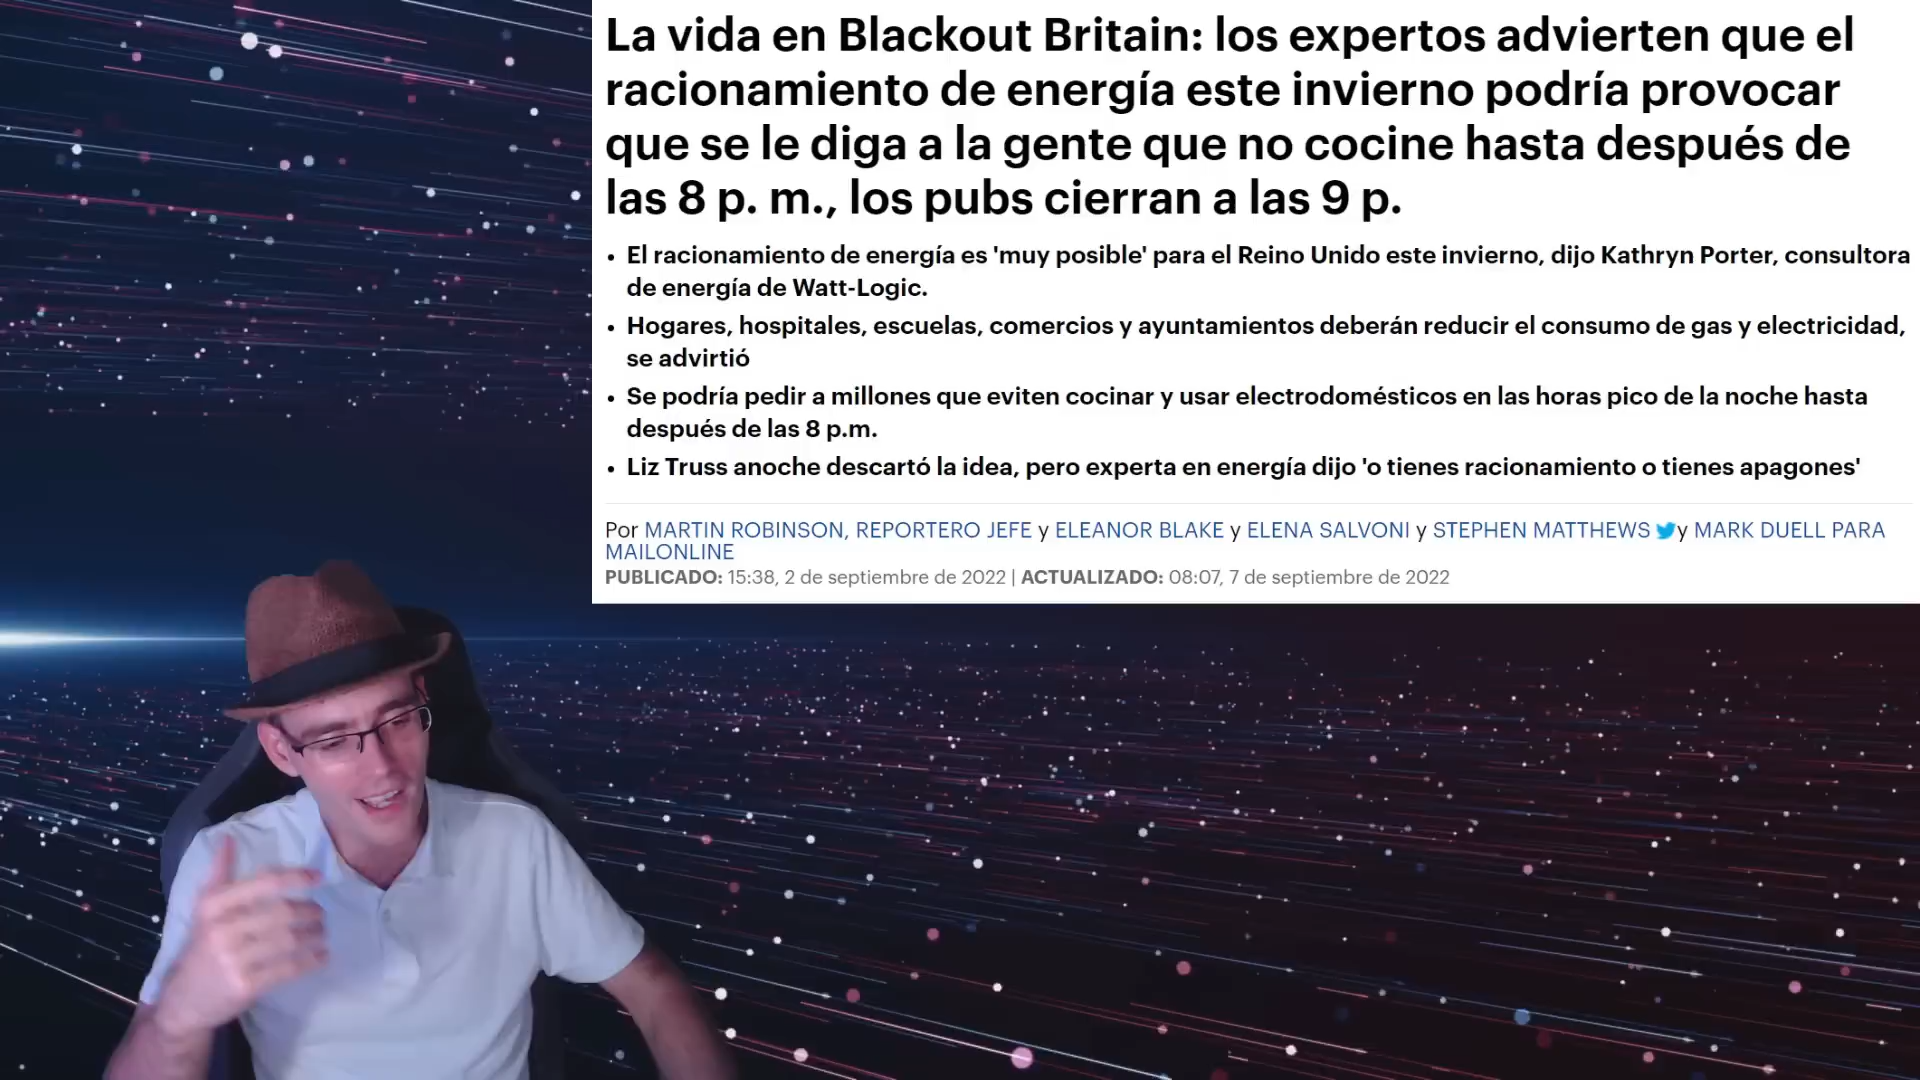 La vida en Blackout Britain: los expertos advierten que el
racionamiento de energía este invierno podría provocar
que se le diga a la gente que no cocine hasta después de
las 8 p. m., los pubs cierran a las 9 p.
• El racionamiento de energía es 'muy posible' para el Reino Unido este invierno, dijo Kathryn Porter, consultora
de energía de Watt-Logic.
• Hogares, hospitales, escuelas, comercios y ayuntamientos deberán reducir el consumo de gas y electricidad,
se advirtió
• Se podría pedir a millones que eviten cocinar y usar electrodomésticos en las horas pico de la noche hasta
después de las 8 p.m.
• Liz Truss anoche descartó la idea, pero experta en energía dijo 'o tienes racionamiento o tienes apagones'
Por MARTIN ROBINSON, REPORTERO JEFE y ELEANOR BLAKE y ELENA SALVONI y STEPHEN MATTHEWS y MARK DUELL PARA
MAILONLINE
PUBLICADO: 15:38, 2 de septiembre de 2022 | ACTUALIZADO: 08:07, 7 de septiembre de 2022